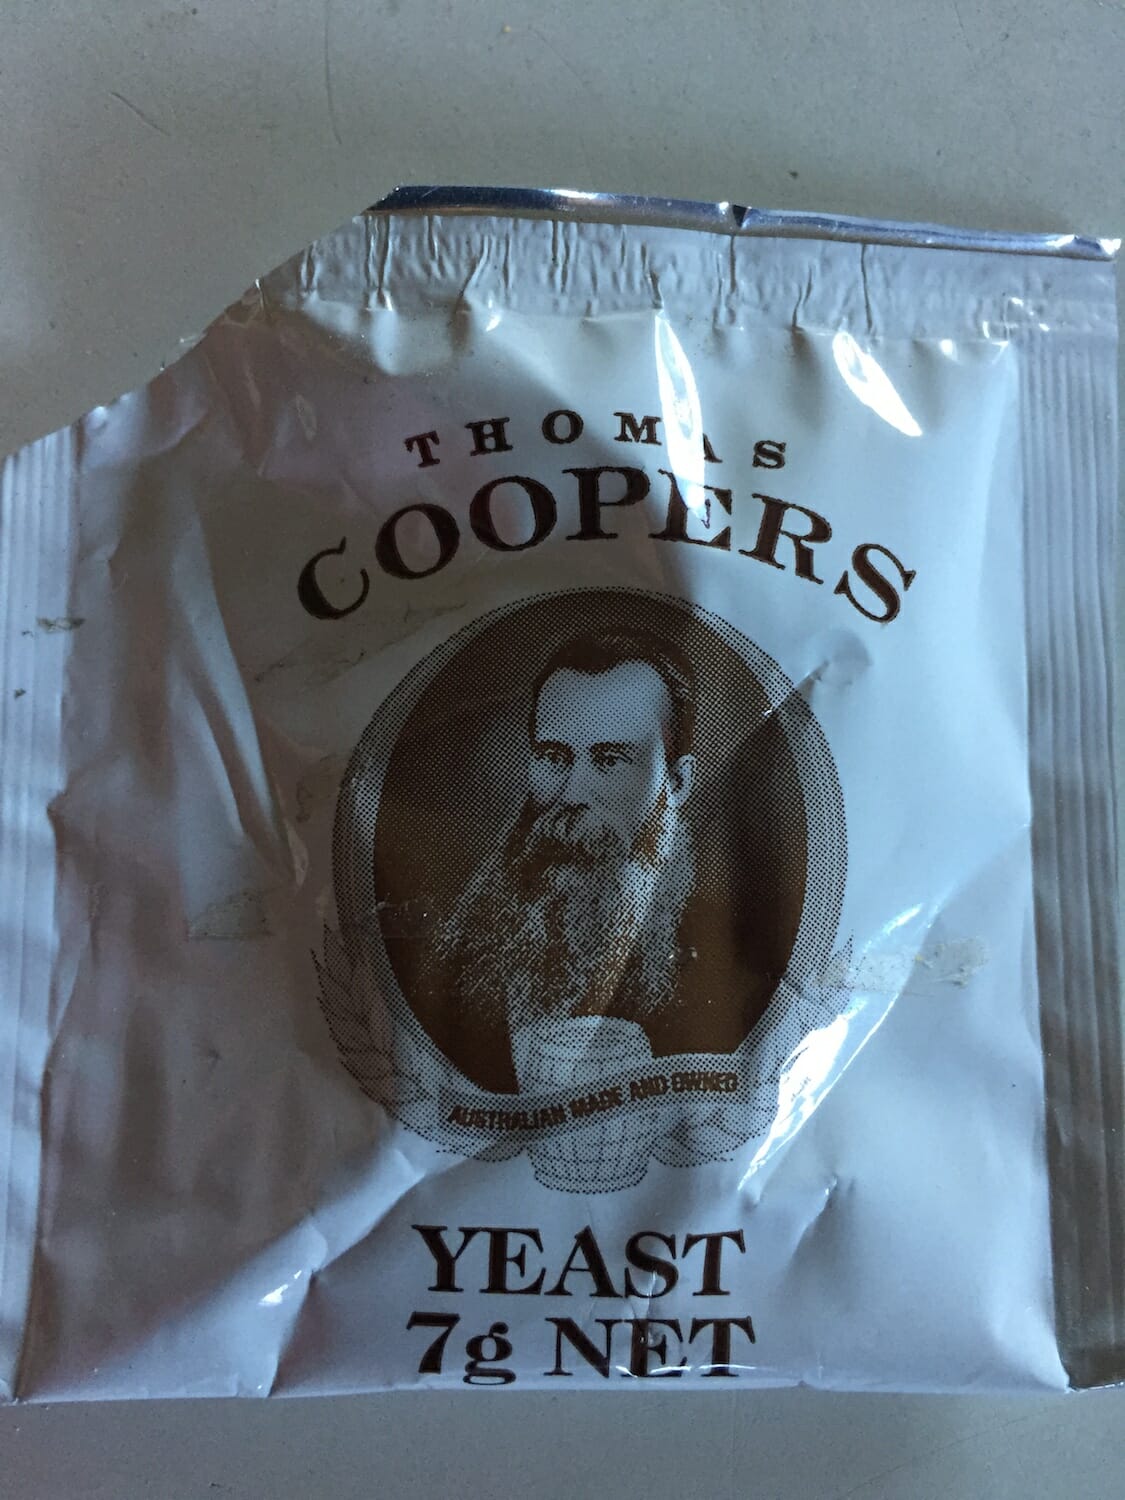 THOMAS
COOPERS
AUSTRALIAN MADE AND OWNED
YEAST
7g NET